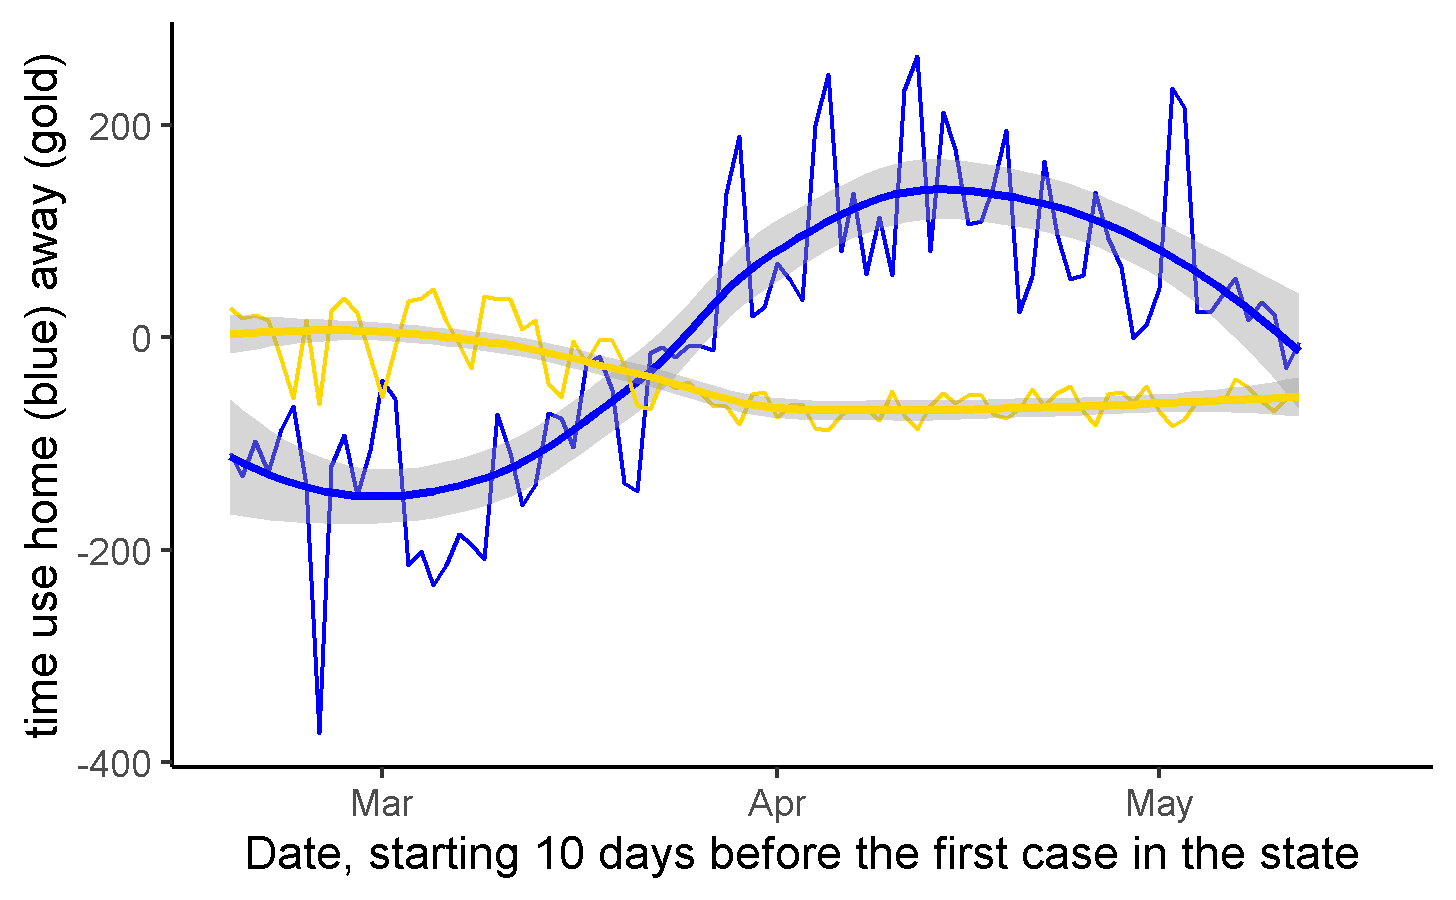 time use home (blue) away (gold)
200
0
-200
-400
Mar Apr May
Date, starting 10 days before the first case in the state